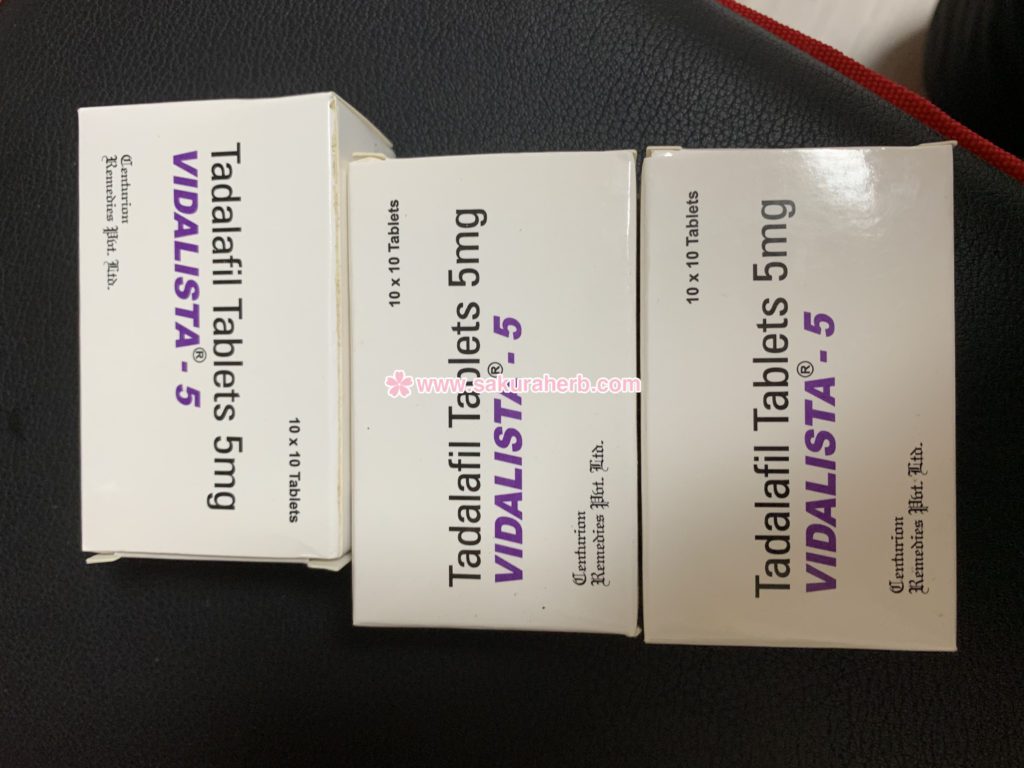 Tadalafil Tablets 5mg
VIDALISTA® - 5
Centurion
Remedies Pvt. Ltd.
10 x 10 Tablets
10 x 10 Tablets
Tadalafil Tablets 5mg
VIDALISTA® - 5
Centurion
Remedies Pvt. Ltd.
10 x 10 Tablets
Tadalafil Tablets 5mg
VIDALISTA® - 5
Centurion
Remedies Pvt. Ltd.
www.sakuraherb.com